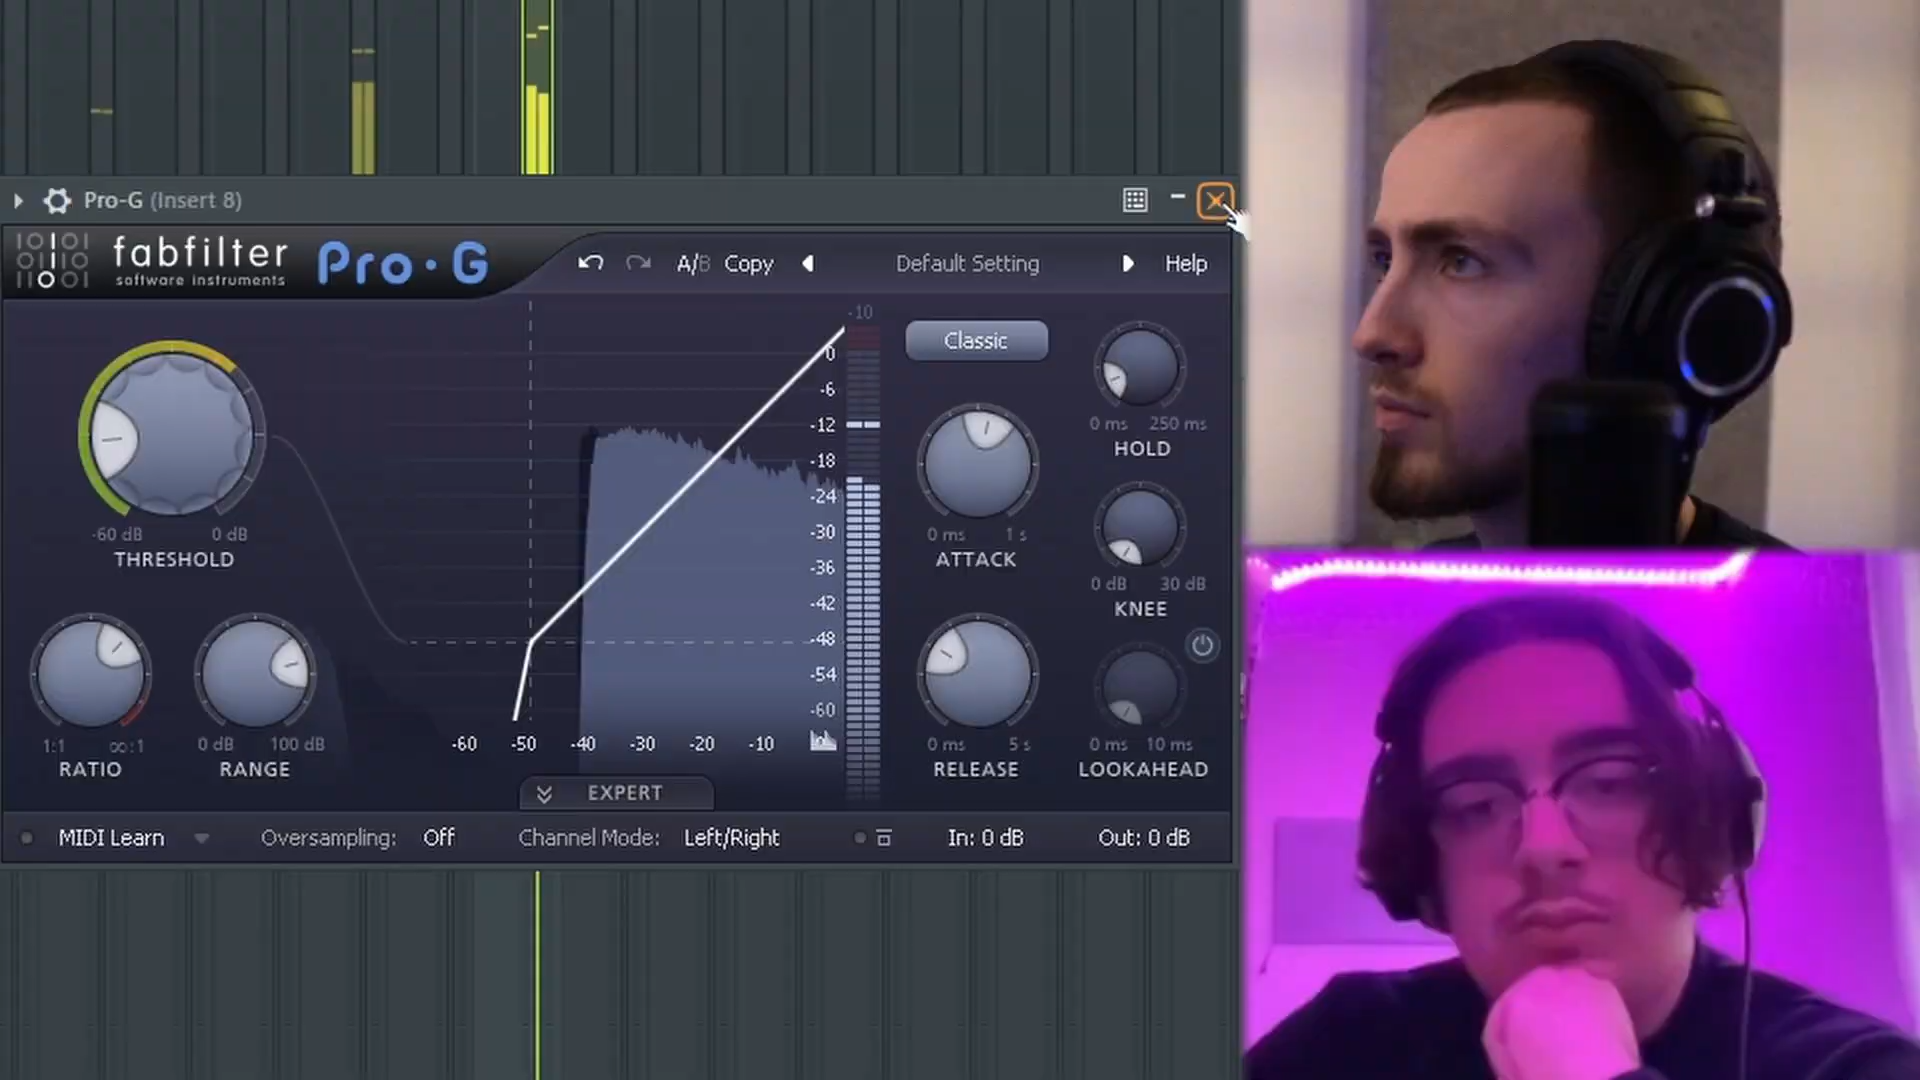 Pro-G (Insert 8)
fabfilter
software instruments
Pro·G
A/B Copy
Default Setting
Help
-10
0
-6
-12
-18
-24
-30
-36
-42
-48
-54
-60
Classic
0 ms 250 ms
HOLD
-60 dB 0 dB
THRESHOLD
0 ms 1 s
ATTACK
0 dB 30 dB
KNEE
1:1 ∞:1
RATIO
0 dB 100 dB
RANGE
-60 -50 -40 -30 -20 -10
0 ms 5 s
RELEASE
0 ms 10 ms
LOOKAHEAD
EXPERT
MIDI Learn
Oversampling: Off
Channel Mode: Left/Right
In: 0 dB
Out: 0 dB